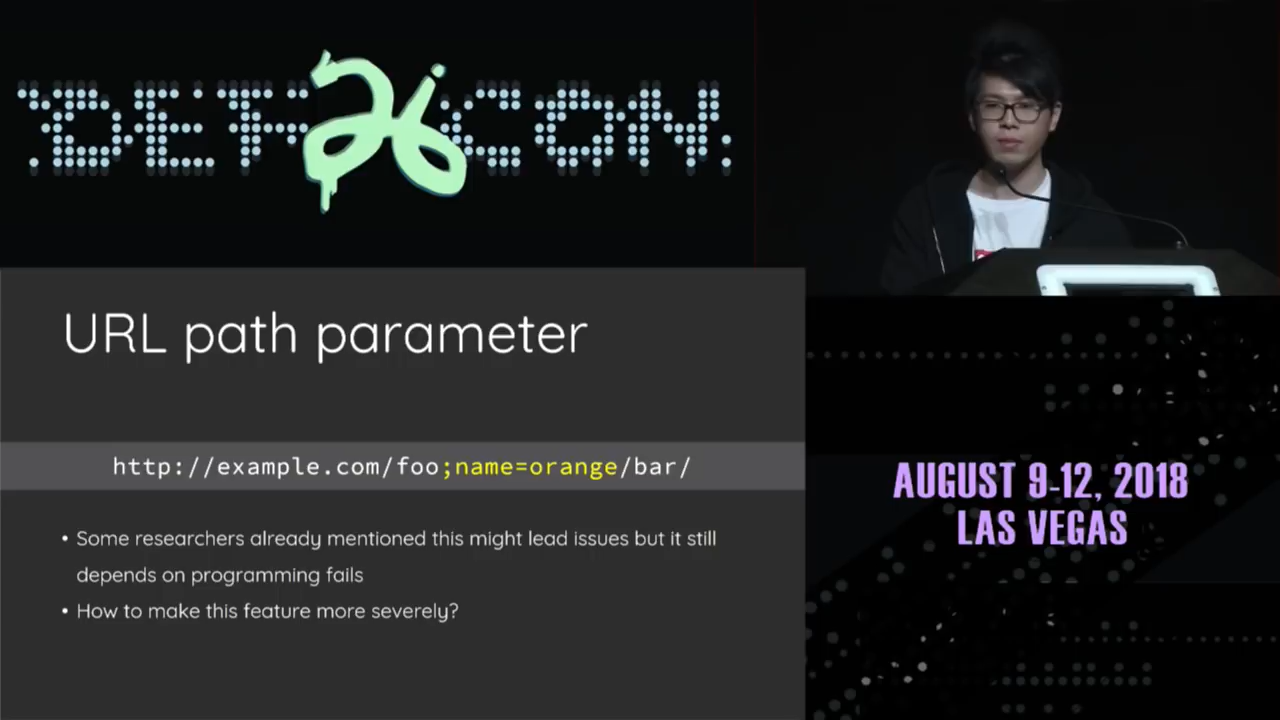 DEF 26 CON
URL path parameter
http://example.com/foo;name=orange/bar/
• Some researchers already mentioned this might lead issues but it still
depends on programming fails
• How to make this feature more severely?
AUGUST 9-12, 2018
LAS VEGAS